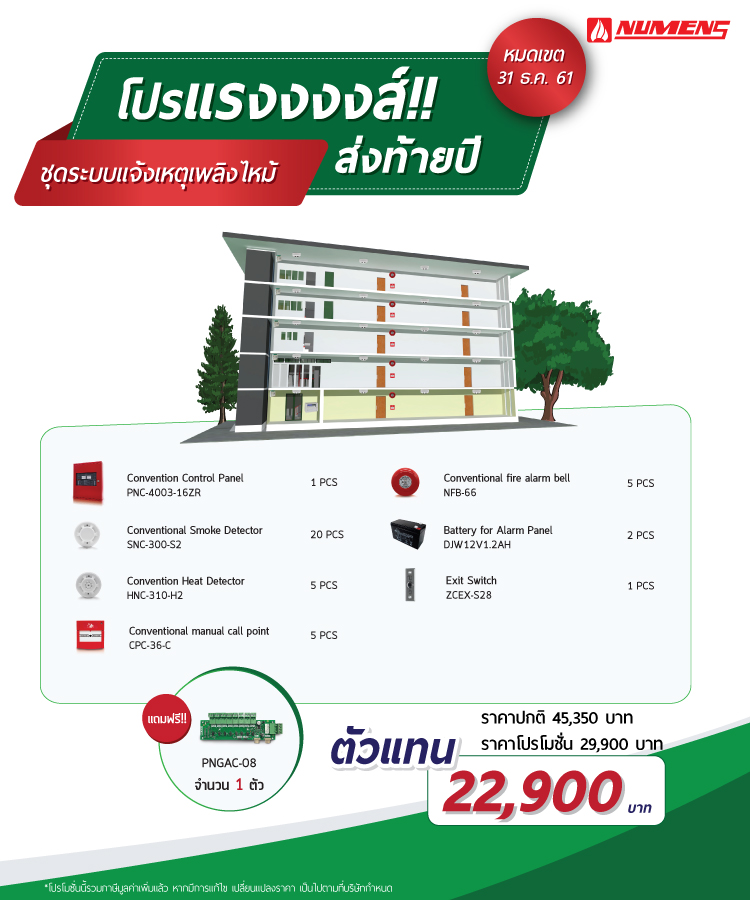 NUMENS
หมดเขต
31 ธ.ค. 61
โปรแรงงงงส์!!
ส่งท้ายปี
ชุดระบบแจ้งเหตุเพลิงไหม้
Convention Control Panel
PNC-4003-16ZR
1 PCS
Conventional Smoke Detector
SNC-300-S2
20 PCS
Convention Heat Detector
HNC-310-H2
5 PCS
Conventional manual call point
CPC-36-C
5 PCS
Conventional fire alarm bell
NFB-66
5 PCS
Battery for Alarm Panel
DJW12V1.2AH
2 PCS
Exit Switch
ZCEX-S28
1 PCS
แถมฟรี!!
PNGAC-08
จำนวน 1 ตัว
ราคาปกติ 45,350 บาท
ราคาโปรโมชั่น 29,900 บาท
ตัวแทน
22,900 บาท
*โปรโมชั่นนี้รวมภาษีมูลค่าเพิ่มแล้ว หากมีการแก้ไข เปลี่ยนแปลงราคา เป็นไปตามที่บริษัทกำหนด